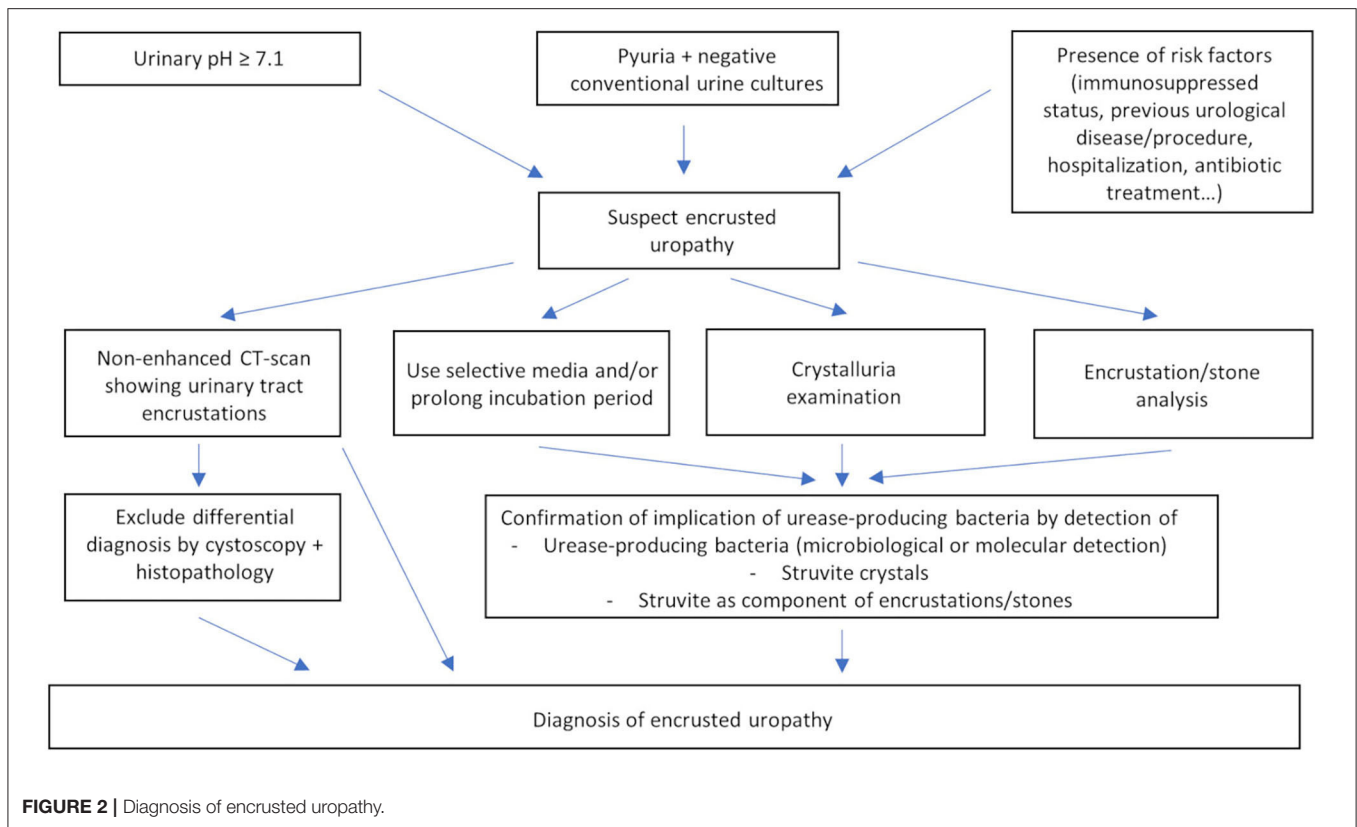 Urinary pH ≥ 7.1
Pyuria + negative
conventional urine cultures
Presence of risk factors
(immunosuppressed
status, previous urological
disease/procedure,
hospitalization, antibiotic
treatment...)
Suspect encrusted
uropathy
Non-enhanced CT-scan
showing urinary tract
encrustations
Use selective media and/or
prolong incubation period
Crystalluria
examination
Encrustation/stone
analysis
Exclude differential
diagnosis by cystoscopy +
histopathology
Confirmation of implication of urease-producing bacteria by detection of
- Urease-producing bacteria (microbiological or molecular detection)
- Struvite crystals
- Struvite as component of encrustations/stones
Diagnosis of encrusted uropathy
FIGURE 2 | Diagnosis of encrusted uropathy.